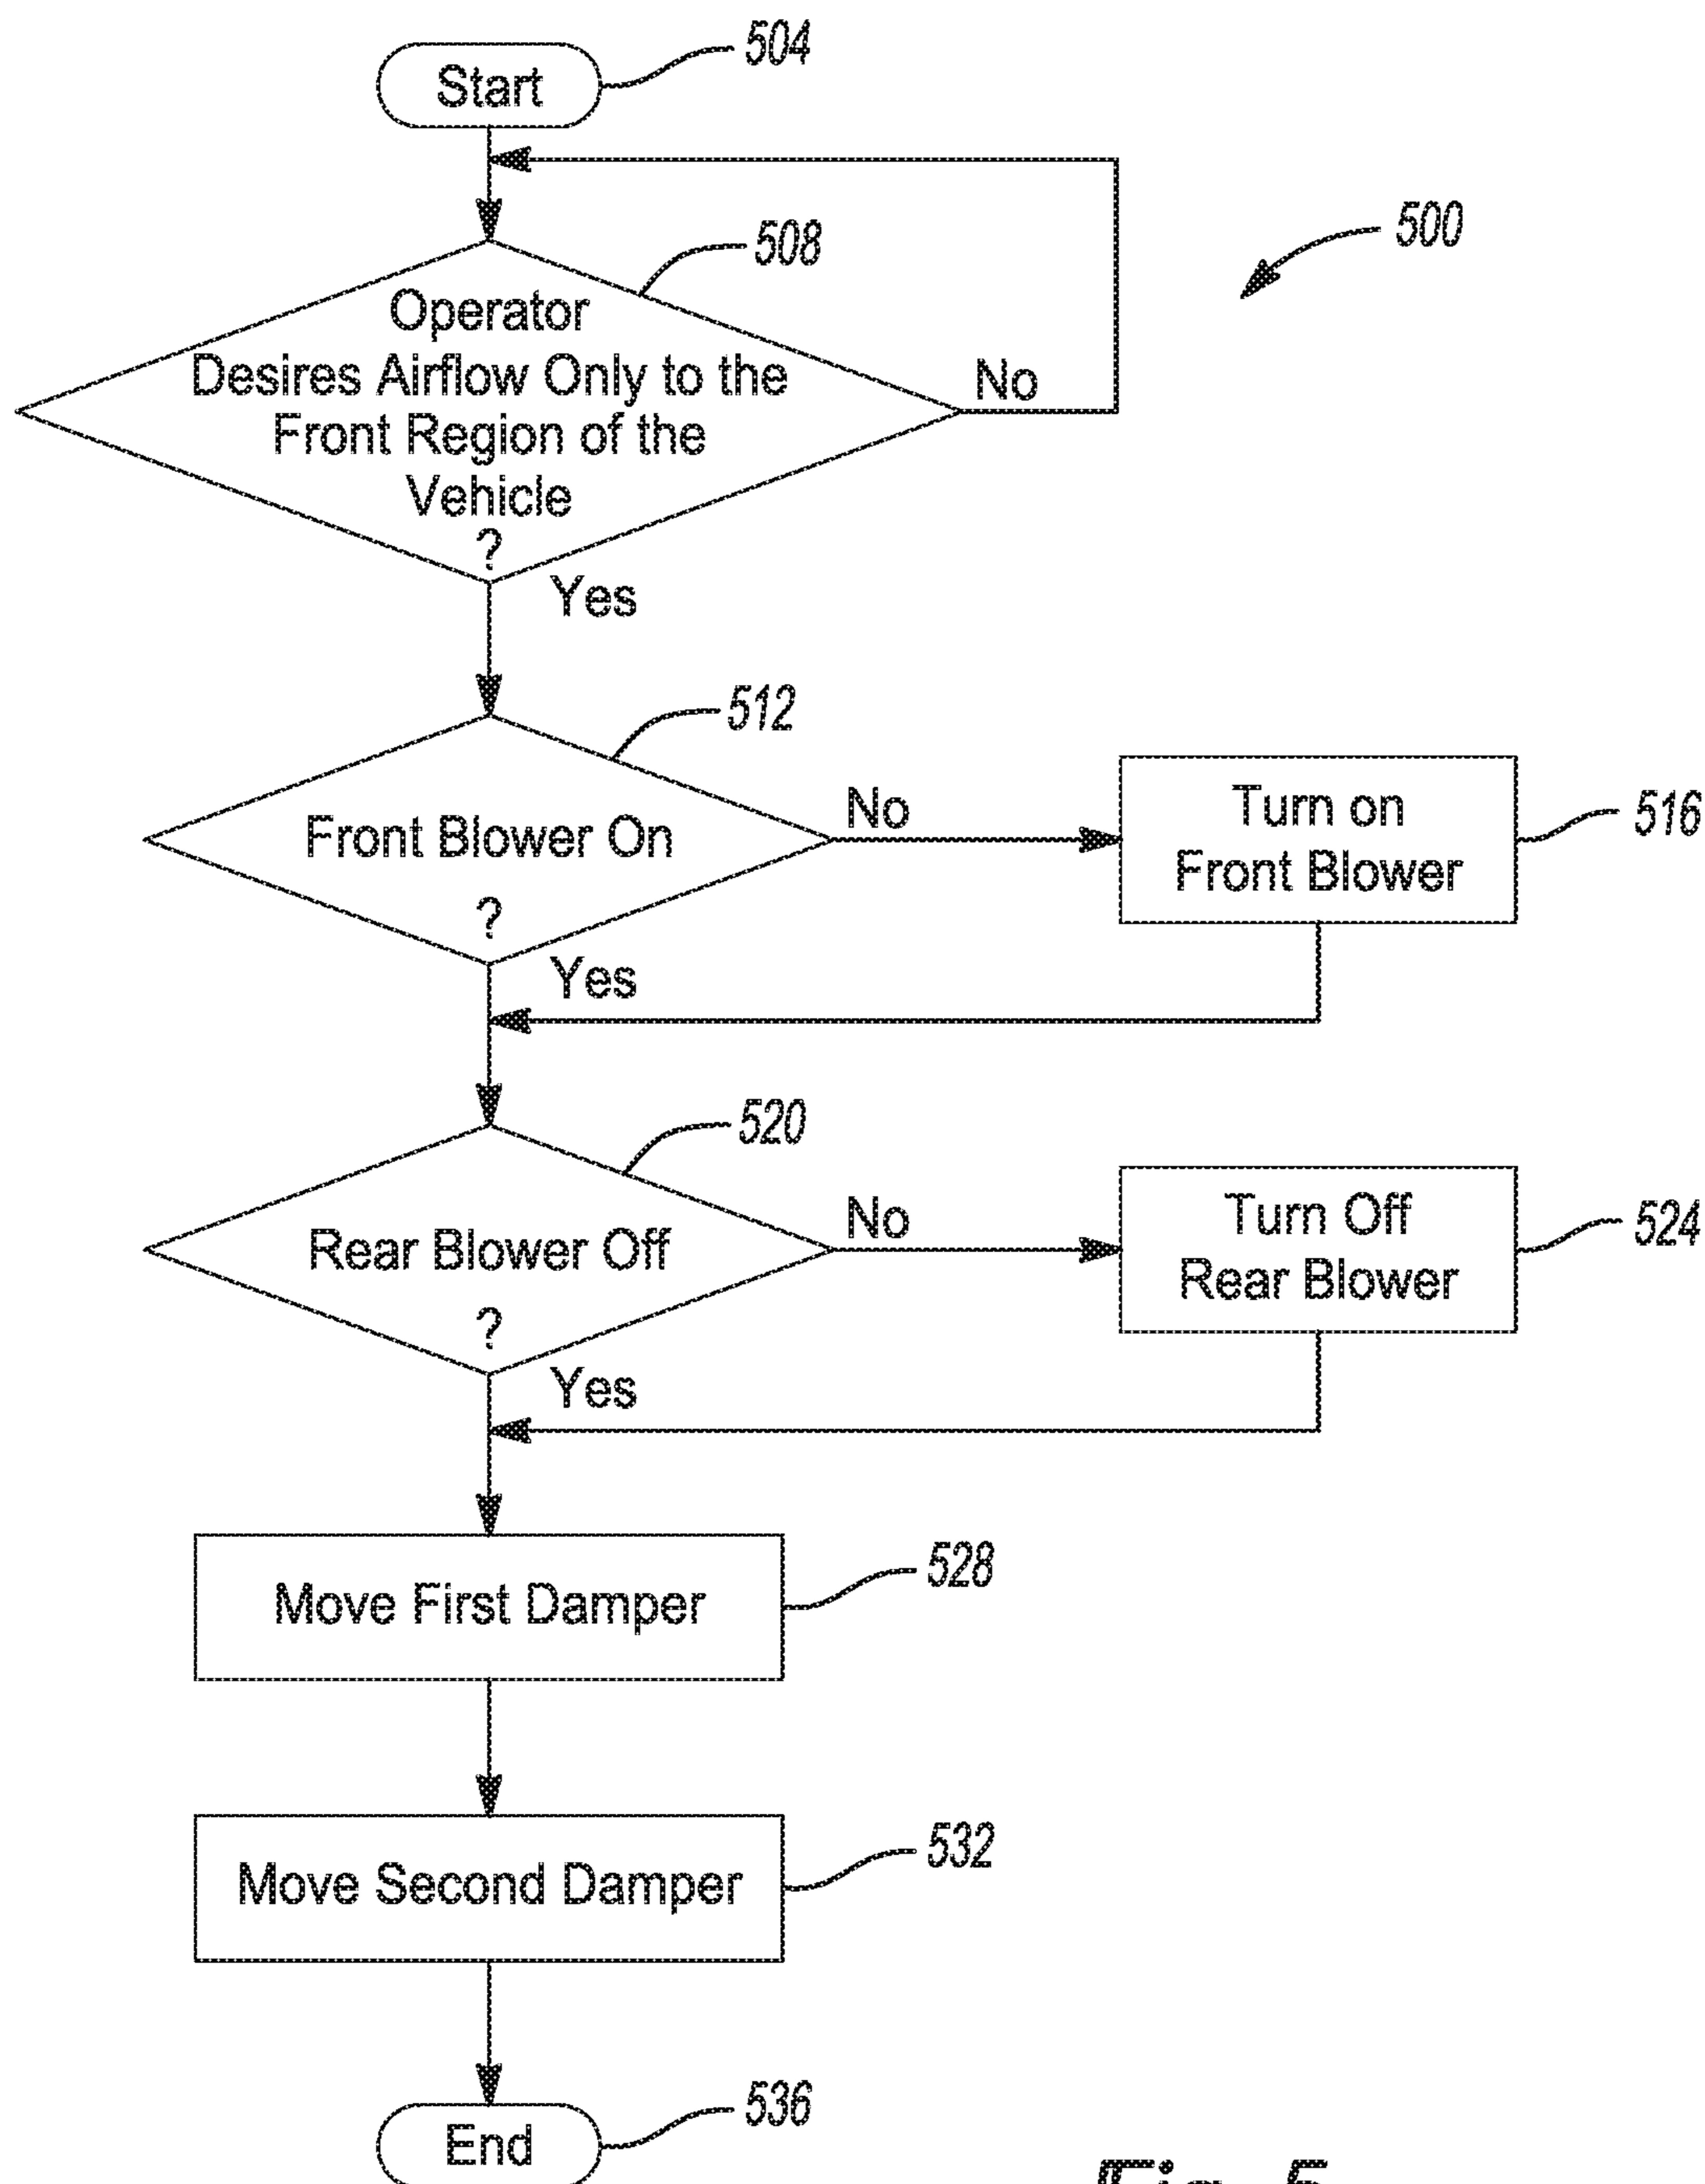 504
Start
500
508
Operator
Desires Airflow Only to the
Front Region of the
Vehicle
?
No
Yes
512
Front Blower On
?
No
Turn on
Front Blower
516
Yes
520
Rear Blower Off
?
No
Turn Off
Rear Blower
524
Yes
Move First Damper
528
Move Second Damper
532
End
536
Fig. 5